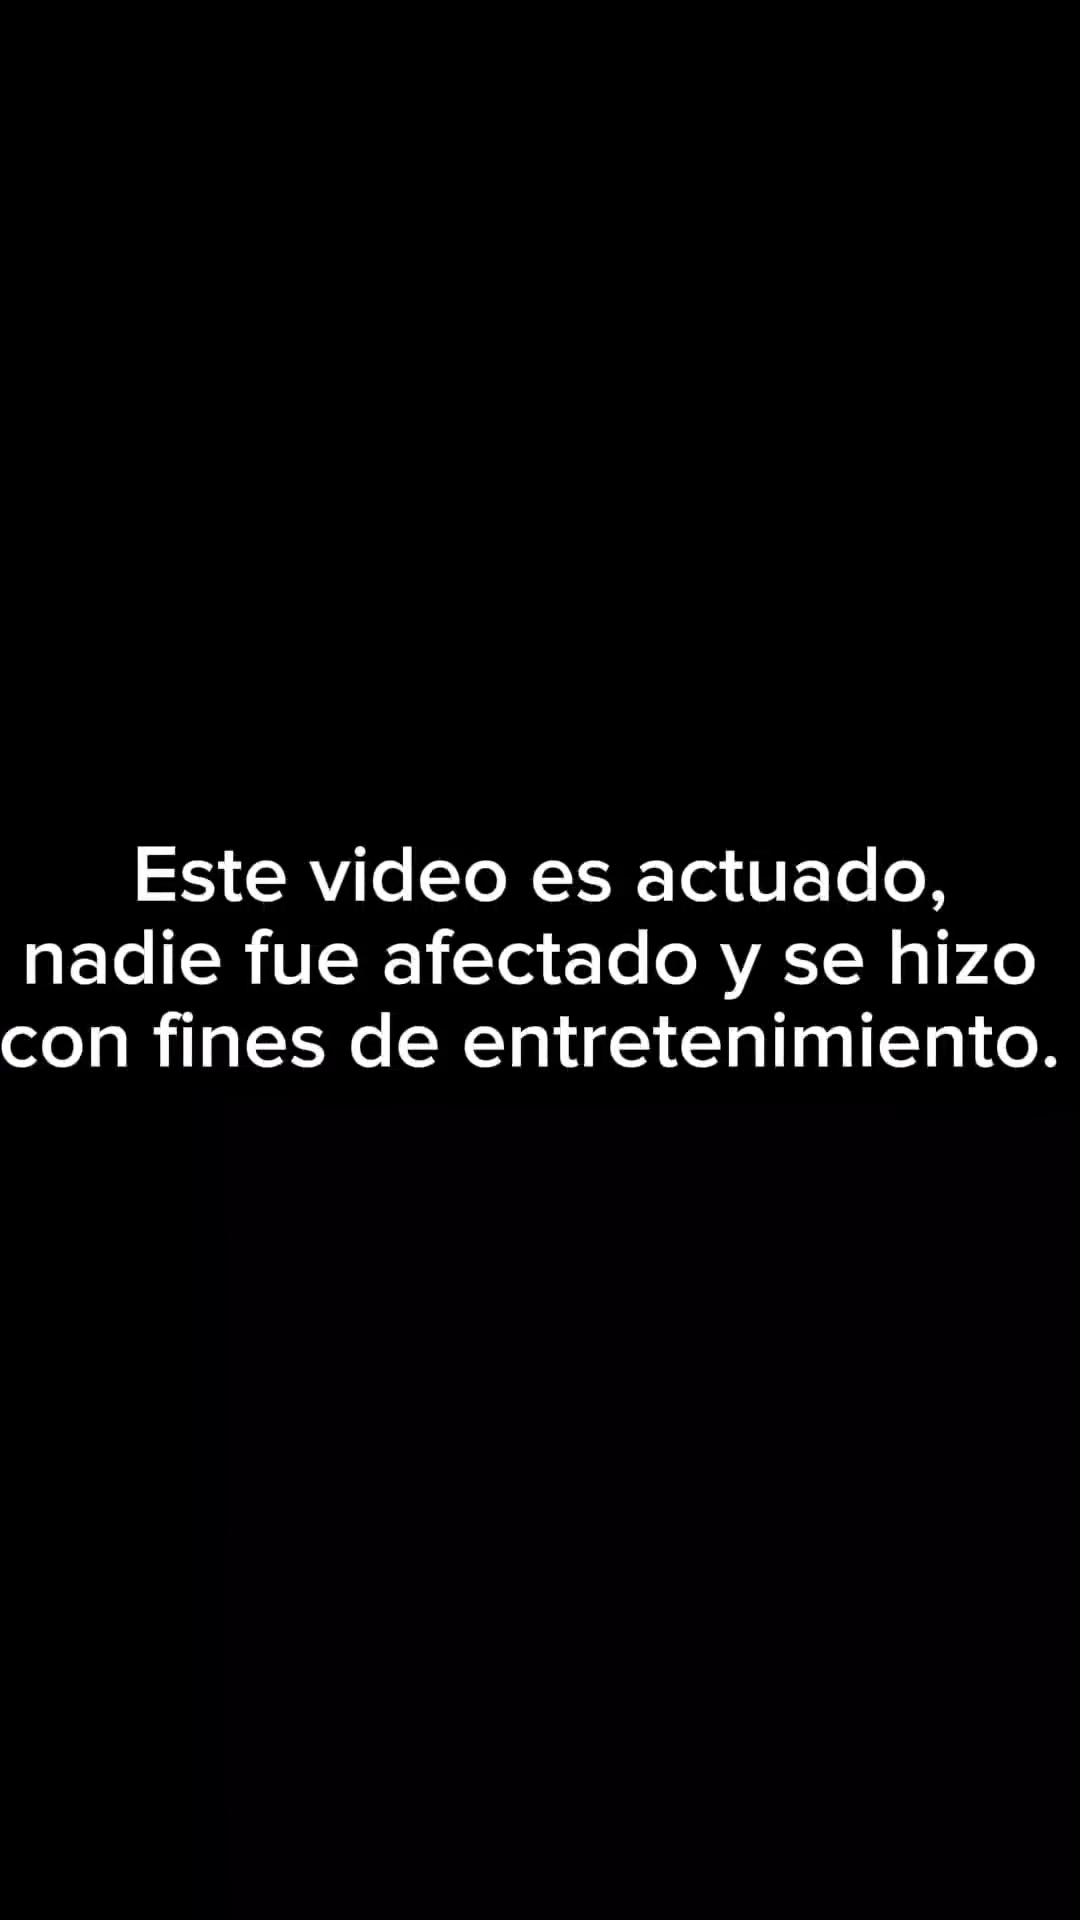 Este video es actuado,
nadie fue afectado y se hizo
con fines de entretenimiento.